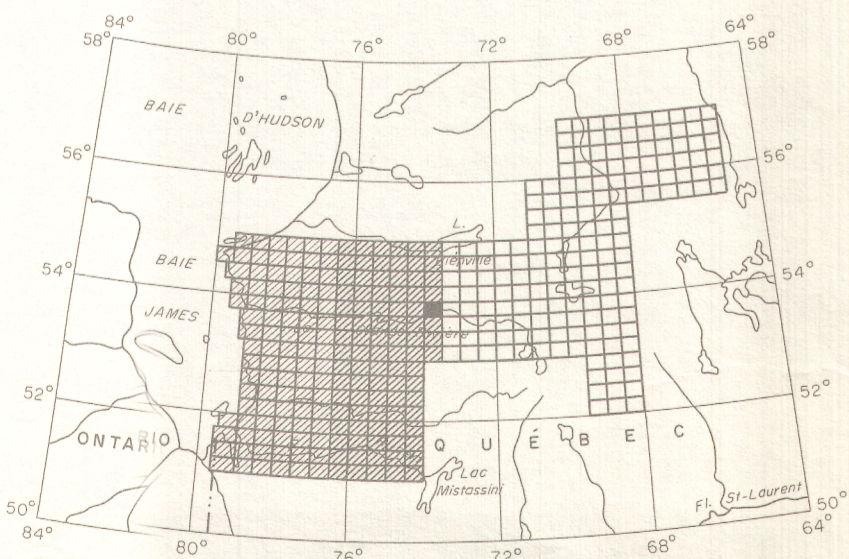 84° 80° 76° 72° 68° 64°
58° 58°
BAIE
D'HUDSON
56° 56°
L.
Bienville
BAIE
54° 54°
JAMES
52° 52°
ONTARIO
QUÉBEC
Lac
Mistassini
Fl. St-Laurent
50° 50°
84° 80° 76° 72° 68° 64°